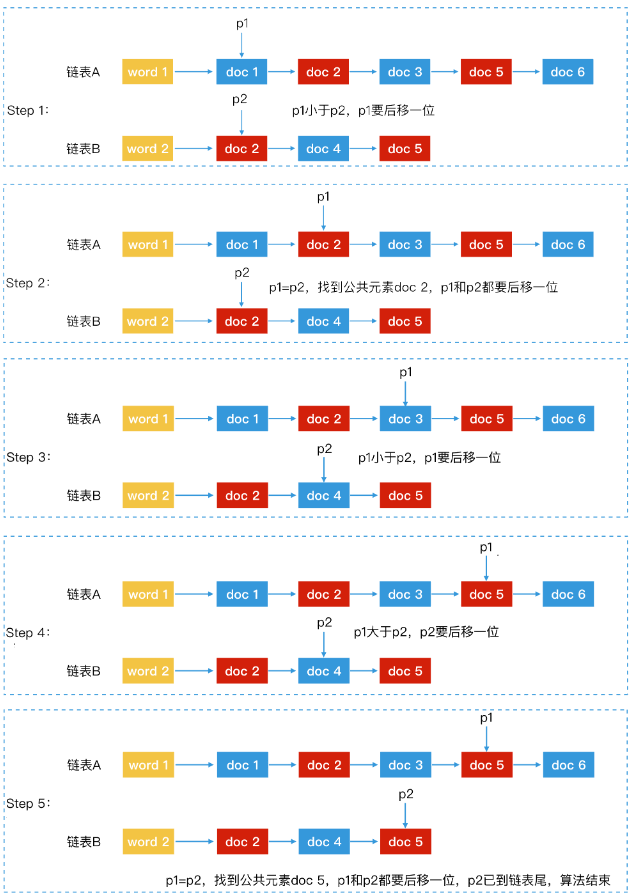 p1
链表A word 1 doc 1 doc 2 doc 3 doc 5 doc 6
p2
Step 1: p1小于p2，p1要后移一位
链表B word 2 doc 2 doc 4 doc 5
p1
链表A word 1 doc 1 doc 2 doc 3 doc 5 doc 6
p2
Step 2: p1=p2，找到公共元素doc 2，p1和p2都要后移一位
链表B word 2 doc 2 doc 4 doc 5
p1
链表A word 1 doc 1 doc 2 doc 3 doc 5 doc 6
p2
Step 3: p1小于p2，p1要后移一位
链表B word 2 doc 2 doc 4 doc 5
p1
链表A word 1 doc 1 doc 2 doc 3 doc 5 doc 6
p2
Step 4: p1大于p2，p2要后移一位
链表B word 2 doc 2 doc 4 doc 5
p1
链表A word 1 doc 1 doc 2 doc 3 doc 5 doc 6
p2
Step 5:
链表B word 2 doc 2 doc 4 doc 5
p1=p2，找到公共元素doc 5，p1和p2都要后移一位，p2已到链表尾，算法结束